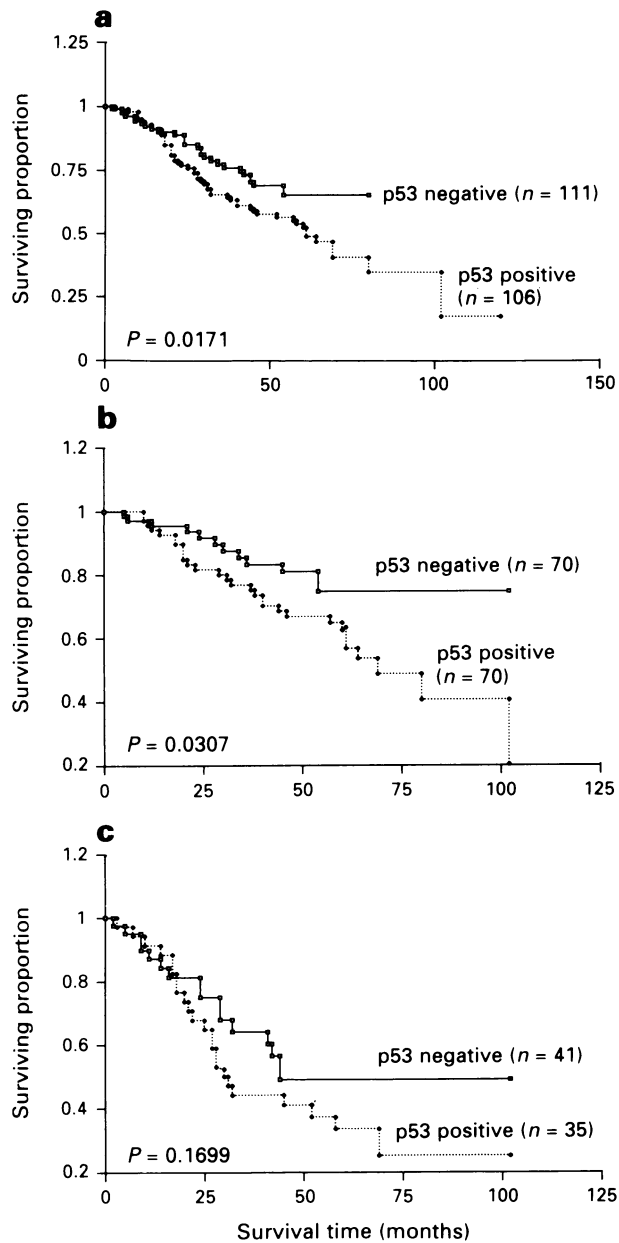 a
1.25
1
0.75
0.5
0.25
0
Surviving proportion
p53 negative (n = 111)
p53 positive
(n = 106)
P = 0.0171
0 50 100 150
b
1.2
1
0.8
0.6
0.4
0.2
Surviving proportion
p53 negative (n = 70)
p53 positive
(n = 70)
P = 0.0307
0 25 50 75 100 125
c
1.2
1
0.8
0.6
0.4
0.2
Surviving proportion
p53 negative (n = 41)
p53 positive (n = 35)
P = 0.1699
0 25 50 75 100 125
Survival time (months)